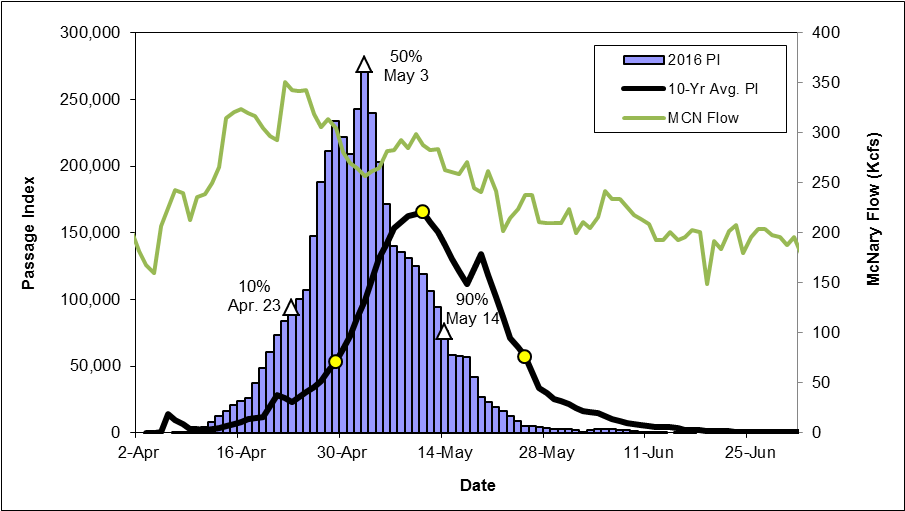 300,000
250,000
200,000
150,000
100,000
50,000
0
Passage Index
400
350
300
250
200
150
100
50
0
McNary Flow (Kcfs)
2016 PI
10-Yr Avg. PI
MCN Flow
50%
May 3
10%
Apr. 23
90%
May 14
2-Apr
16-Apr
30-Apr
14-May
28-May
11-Jun
25-Jun
Date